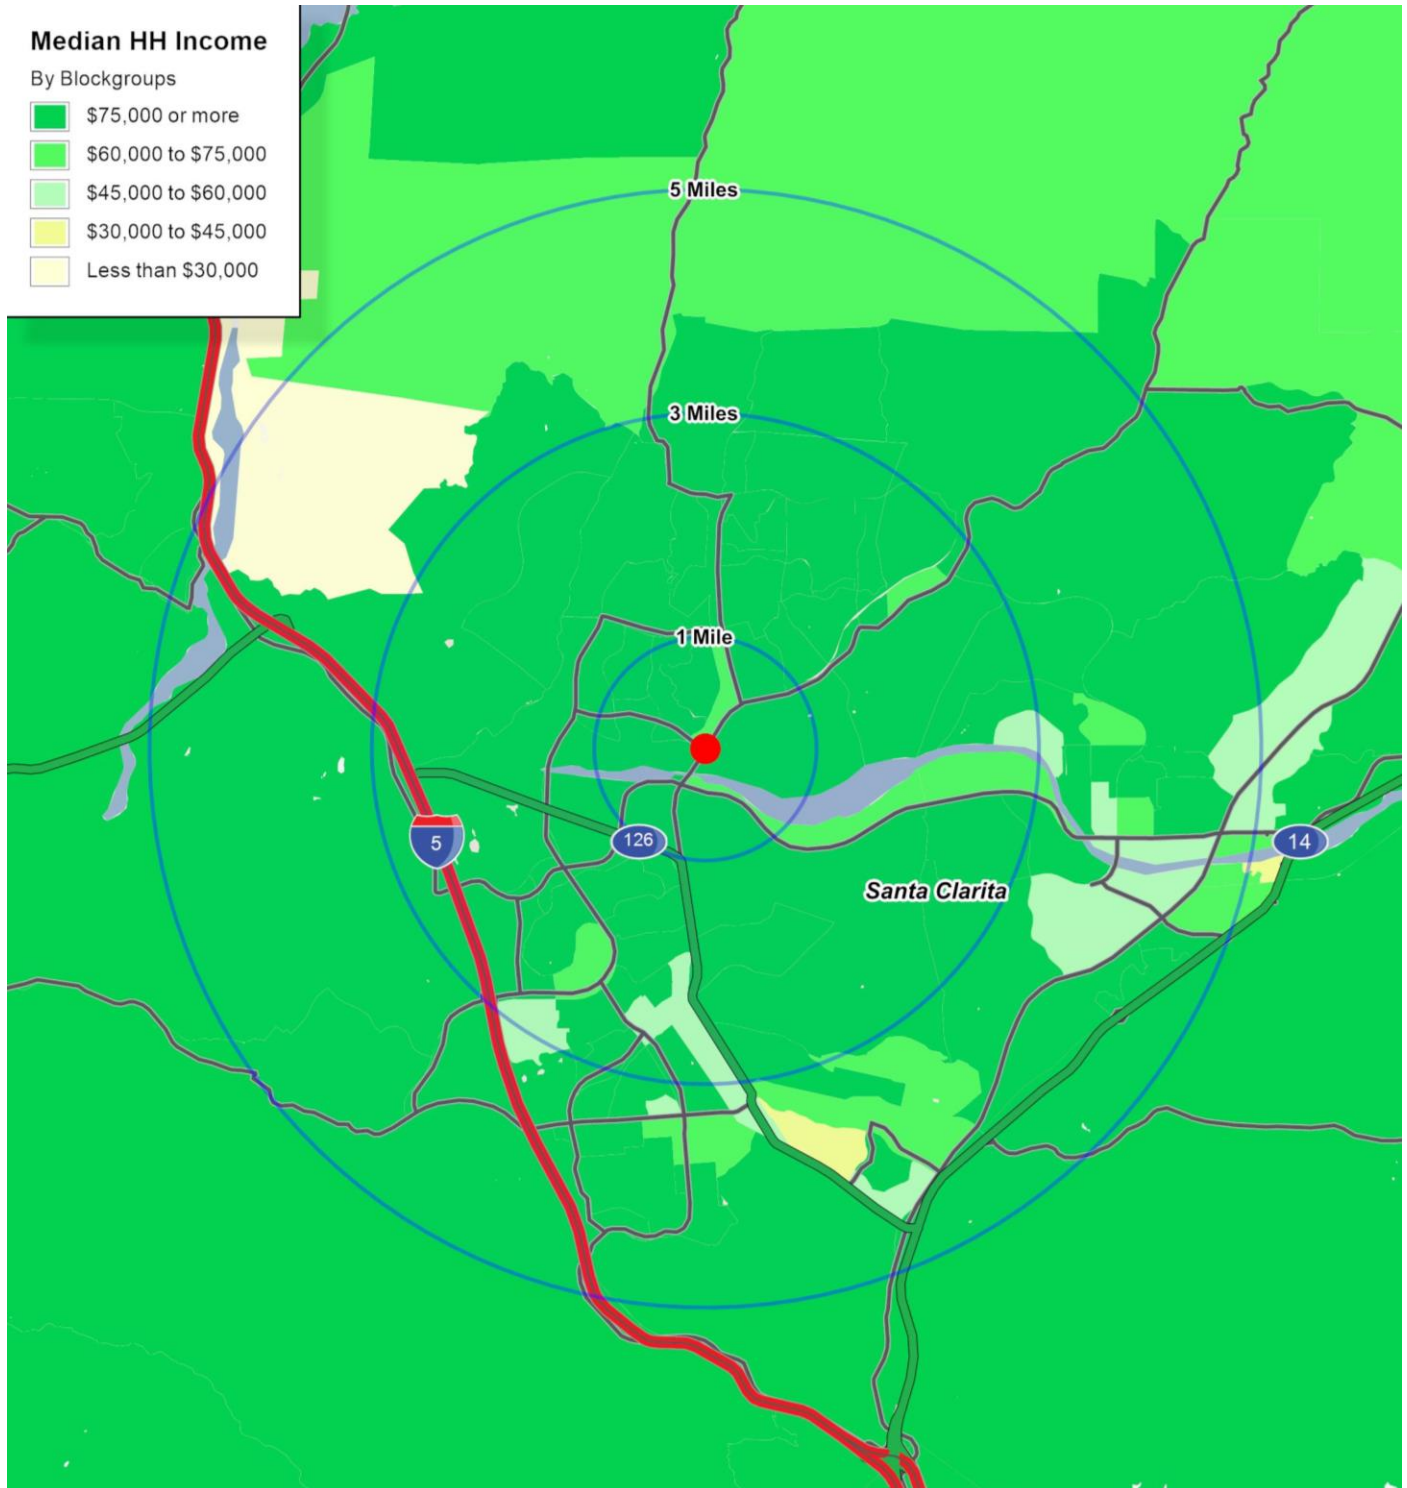 Median HH Income
By Blockgroups
$75,000 or more
$60,000 to $75,000
$45,000 to $60,000
$30,000 to $45,000
Less than $30,000
5 Miles
3 Miles
1 Mile
5
126
14
Santa Clarita